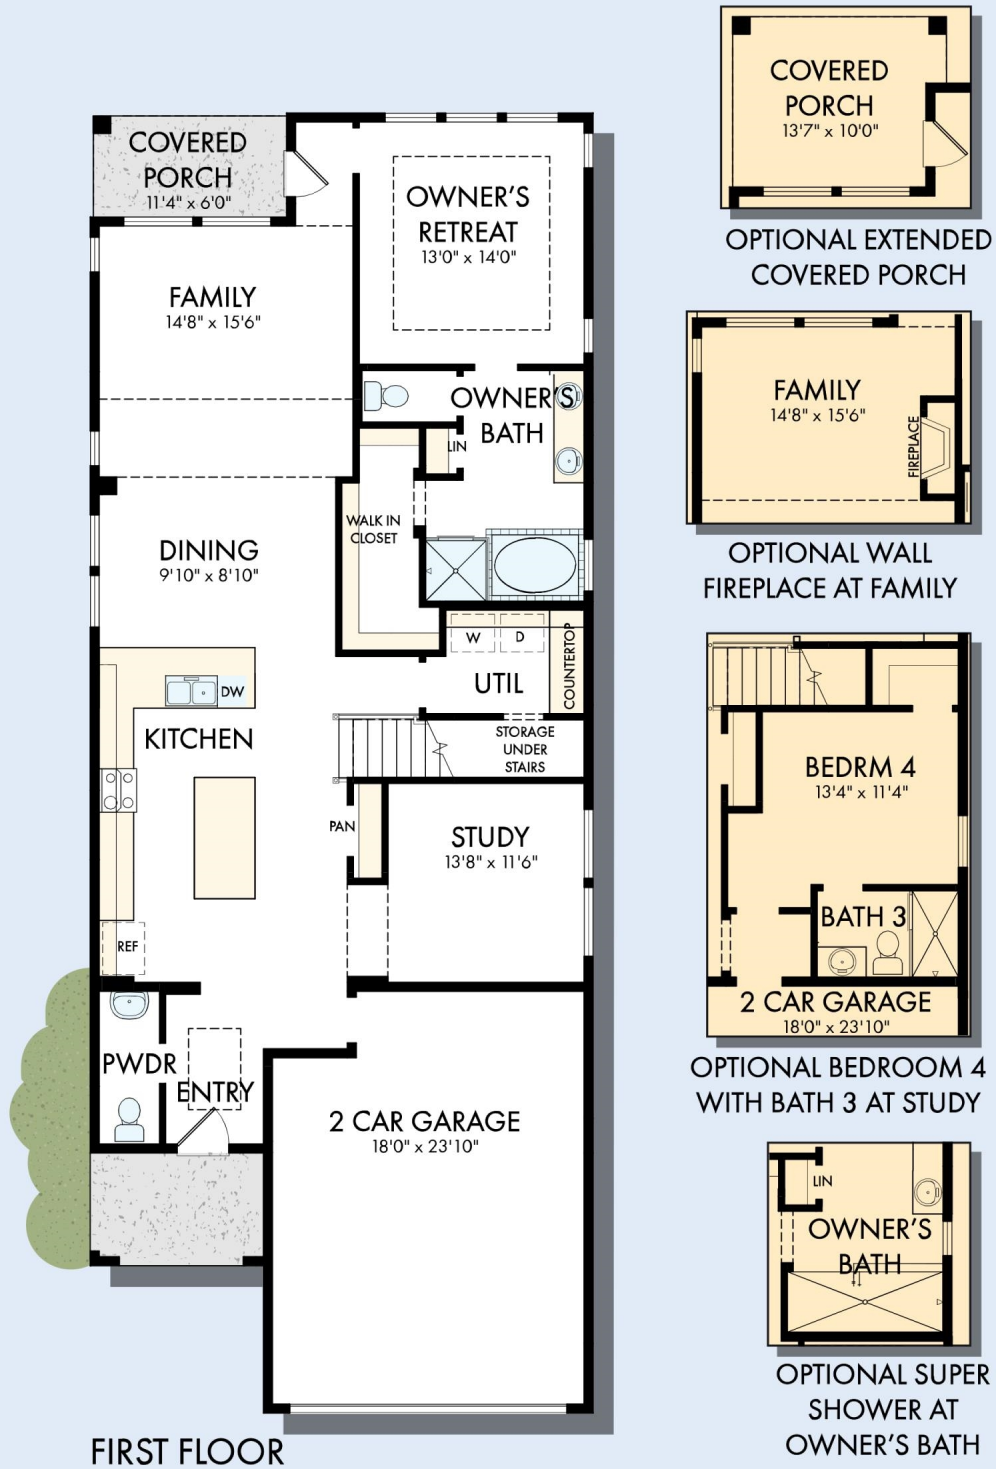 COVERED
PORCH
11'4" x 6'0"
OWNER'S
RETREAT
13'0" x 14'0"
FAMILY
14'8" x 15'6"
OWNER'S
BATH
LIN
WALK IN
CLOSET
DINING
9'10" x 8'10"
W
D
COUNTERTOP
UTIL
DW
KITCHEN
STORAGE
UNDER
STAIRS
PAN
STUDY
13'8" x 11'6"
REF
PWDR
ENTRY
2 CAR GARAGE
18'0" x 23'10"
FIRST FLOOR
COVERED
PORCH
13'7" x 10'0"
OPTIONAL EXTENDED
COVERED PORCH
FAMILY
14'8" x 15'6"
FIREPLACE
OPTIONAL WALL
FIREPLACE AT FAMILY
BEDRM 4
13'4" x 11'4"
BATH 3
2 CAR GARAGE
18'0" x 23'10"
OPTIONAL BEDROOM 4
WITH BATH 3 AT STUDY
LIN
OWNER'S
BATH
OPTIONAL SUPER
SHOWER AT
OWNER'S BATH